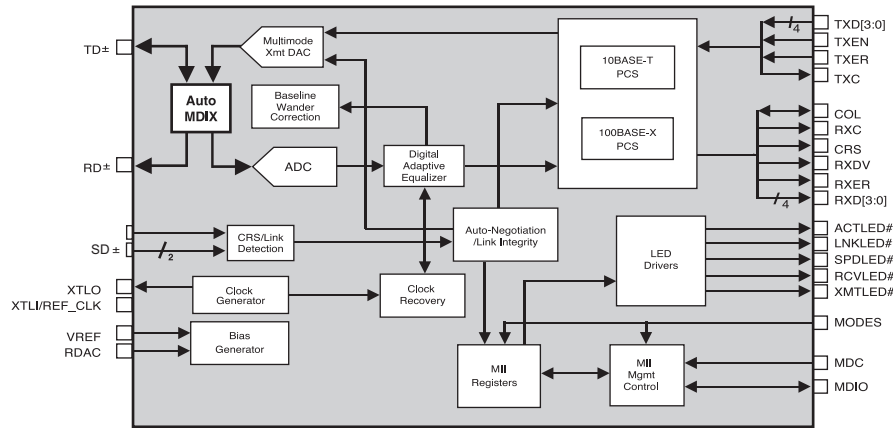 TD±
RD±
SD ±
2
XTLO
XTLI/REF_CLK
VREF
RDAC
Auto
MDIX
Multimode
Xmt DAC
Baseline
Wander
Correction
ADC
Digital
Adaptive
Equalizer
CRS/Link
Detection
Clock
Generator
Bias
Generator
Clock
Recovery
Auto-Negotiation
/Link Integrity
10BASE-T
PCS
100BASE-X
PCS
LED
Drivers
MII
Registers
MII
Mgmt
Control
4
TXD[3:0]
TXEN
TXER
TXC
COL
RXC
CRS
RXDV
RXER
4
RXD[3:0]
ACTLED#
LNKLED#
SPDLED#
RCVLED#
XMTLED#
MODES
MDC
MDIO